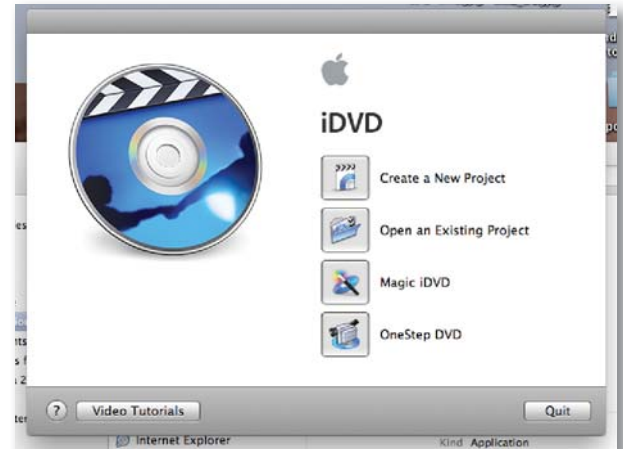 iDVD
Create a New Project
Open an Existing Project
Magic iDVD
OneStep DVD
? Video Tutorials Quit
Internet Explorer Kind Application